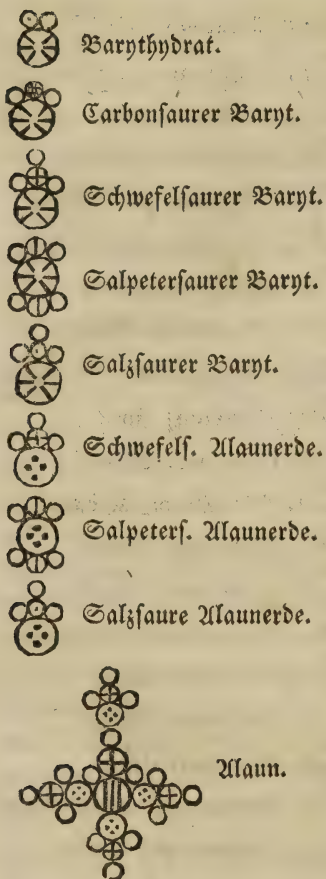 Barythydrat.
Carbonsaurer Baryt.
Schwefelsaurer Baryt.
Salpetersaurer Baryt.
Salzsaurer Baryt.
Schwefels. Alaunerde.
Salpeters. Alaunerde.
Salzsaure Alaunerde.
Alaun.